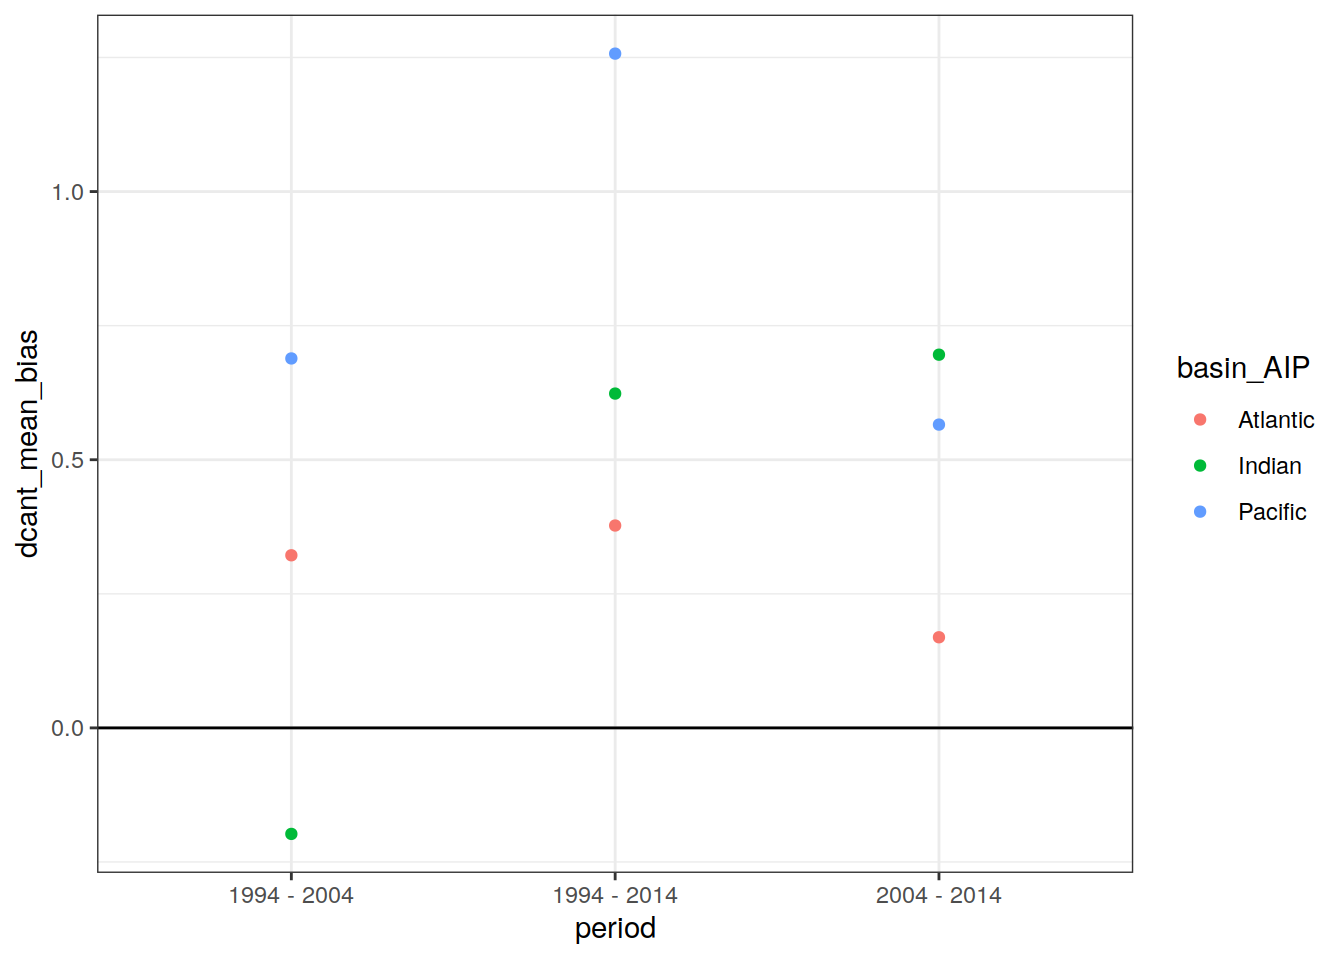 dcant_mean_bias
1.0
0.5
0.0
1994 - 2004
1994 - 2014
2004 - 2014
period
basin_AIP
Atlantic
Indian
Pacific